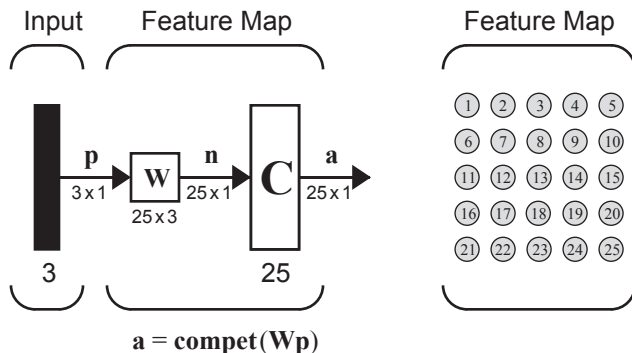 Input Feature Map Feature Map
p n a
W C
3 x 1 25 x 1 25 x 1
25 x 3
3 25
1 2 3 4 5
6 7 8 9 10
11 12 13 14 15
16 17 18 19 20
21 22 23 24 25
a = compet(Wp)